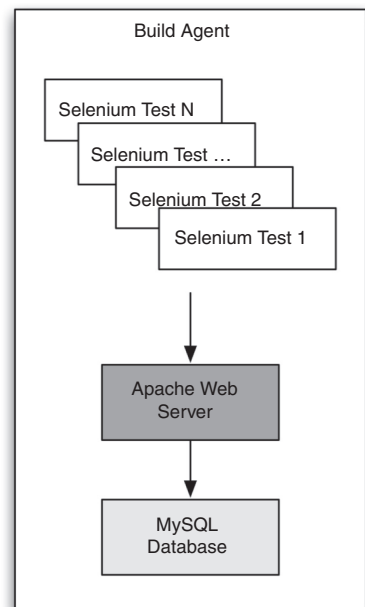 Build Agent
Selenium Test N
Selenium Test …
Selenium Test 2
Selenium Test 1
Apache Web
Server
MySQL
Database